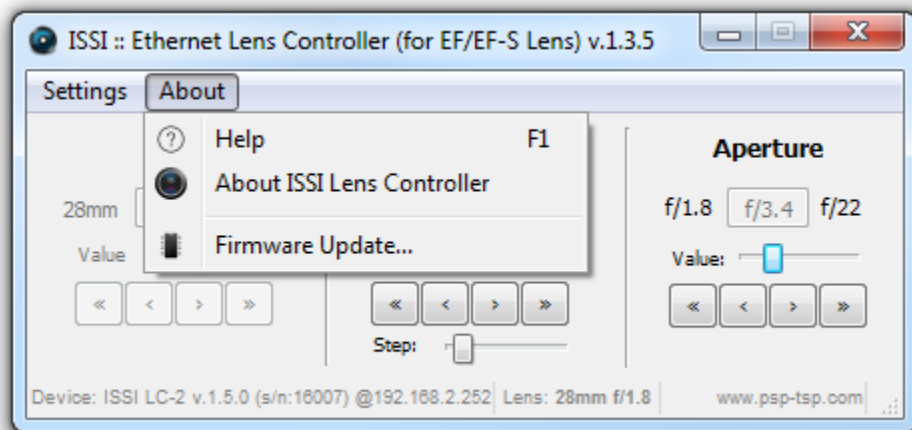 ISSI :: Ethernet Lens Controller (for EF/EF-S Lens) v.1.3.5
Settings About
Help F1
About ISSI Lens Controller
Firmware Update...
Aperture
28mm
f/1.8 f/3.4 f/22
Value
Value:
« < > »
« < > »
« < > »
Step:
Device: ISSI LC-2 v.1.5.0 (s/n:16007) @192.168.2.252 Lens: 28mm f/1.8 www.psp-tsp.com